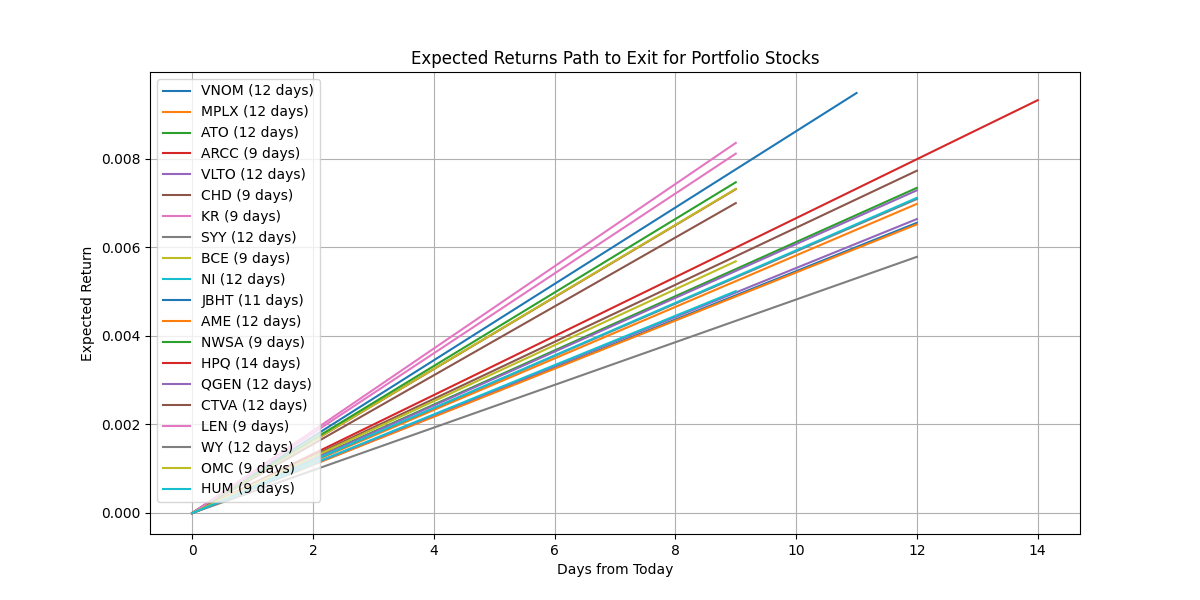 Expected Returns Path to Exit for Portfolio Stocks
VNOM (12 days)
MPLX (12 days)
ATO (12 days)
ARCC (9 days)
VLTO (12 days)
CHD (9 days)
KR (9 days)
SYY (12 days)
BCE (9 days)
NI (12 days)
JBHT (11 days)
AME (12 days)
NWSA (9 days)
HPQ (14 days)
QGEN (12 days)
CTVA (12 days)
LEN (9 days)
WY (12 days)
OMC (9 days)
HUM (9 days)
Expected Return
0.008
0.006
0.004
0.002
0.000
0 2 4 6 8 10 12 14
Days from Today